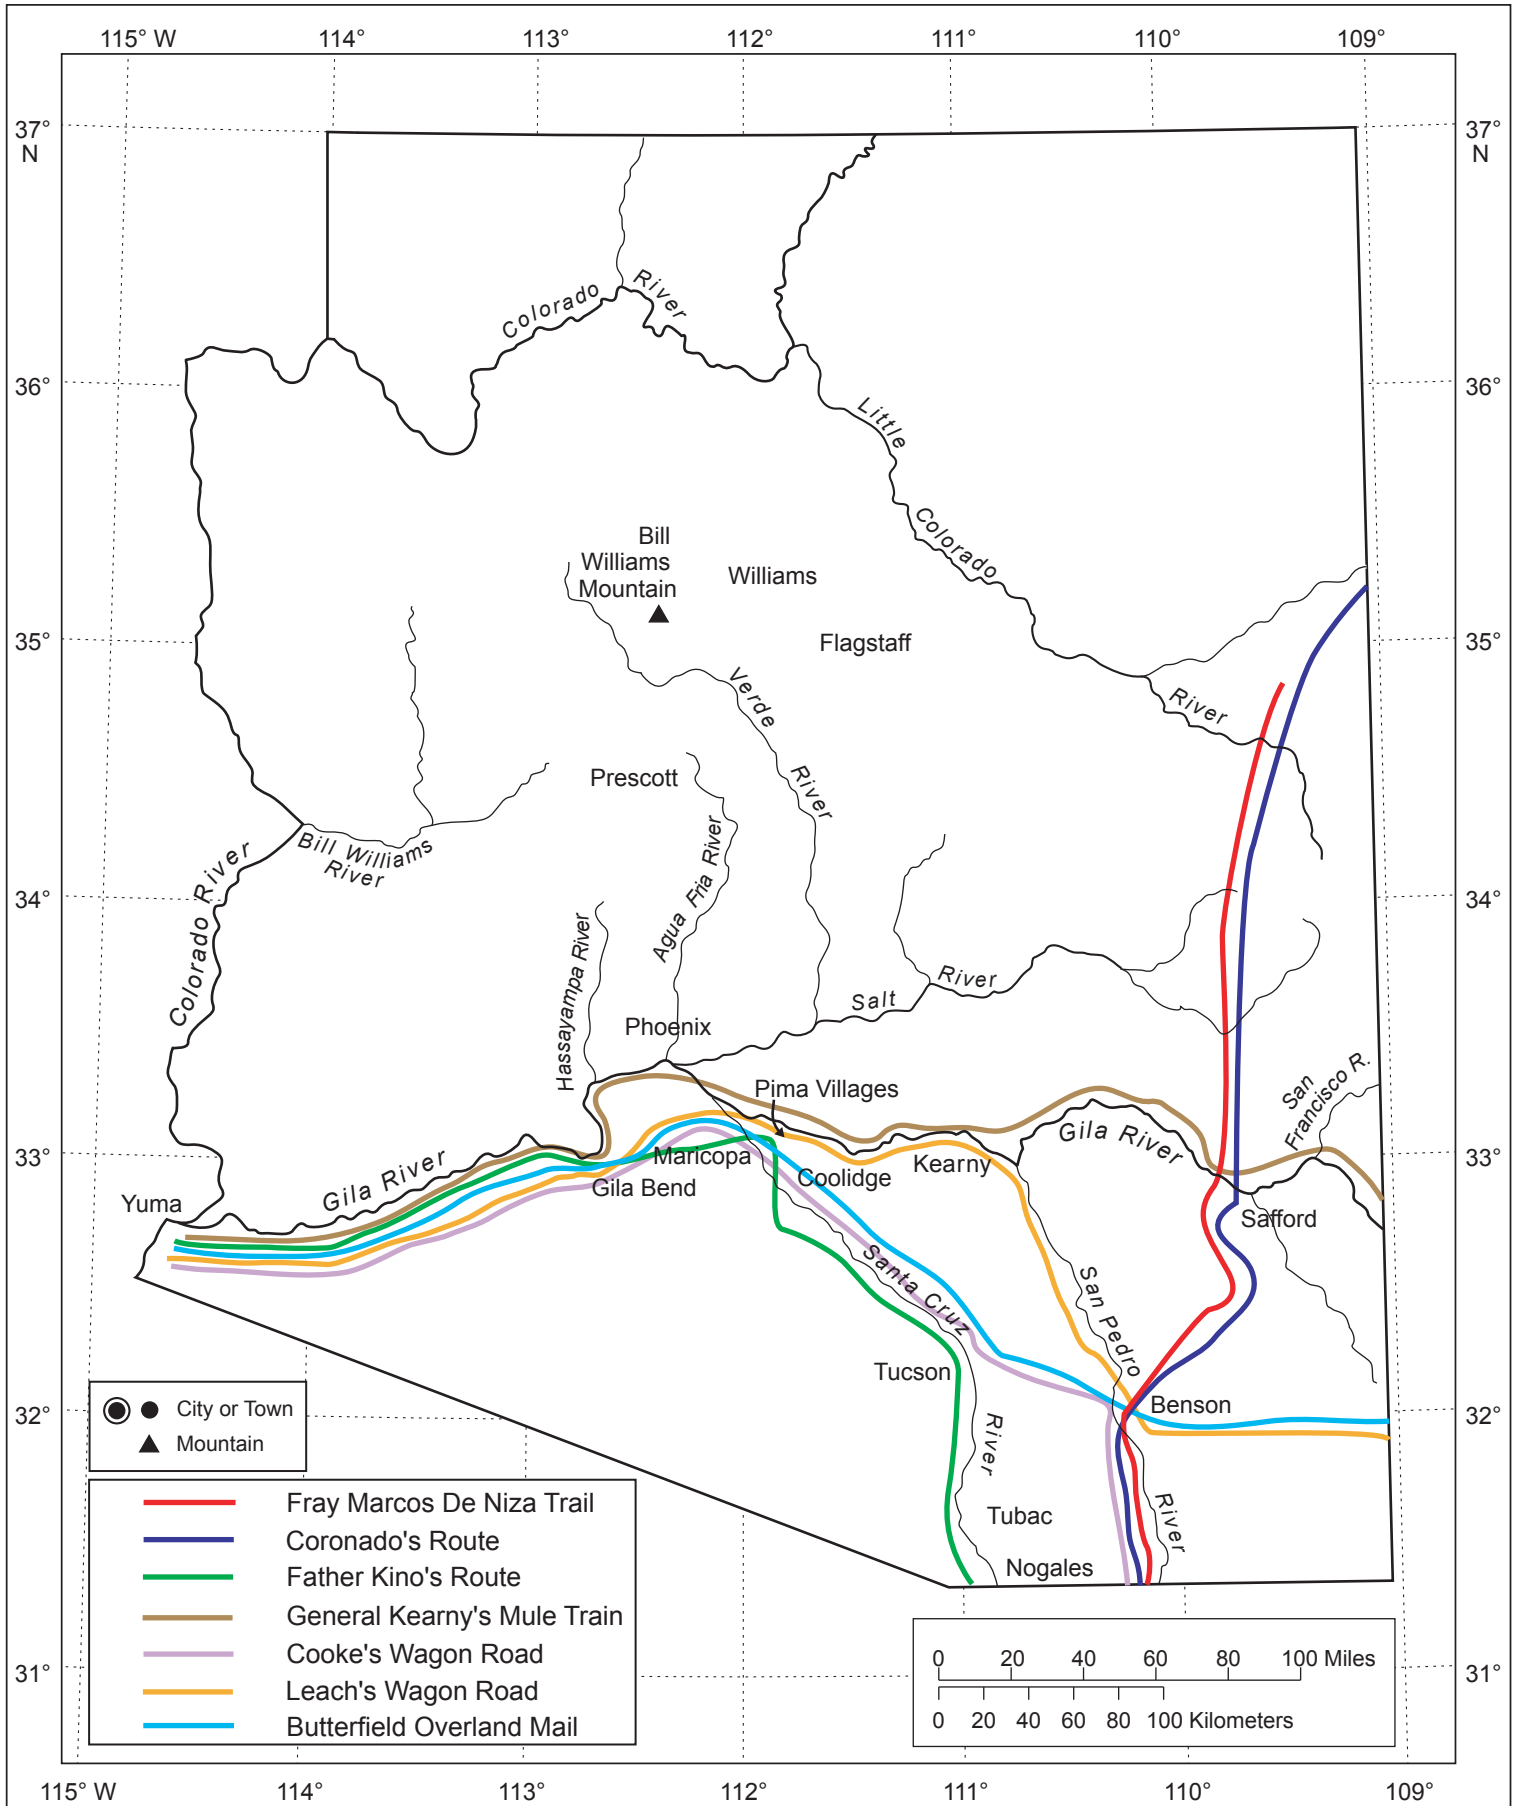 115° W 114° 113° 112° 111° 110° 109°
37°
N
37°
N
Colorado
River
36°
36°
Little
Colorado
River
Bill
Williams
Mountain
Williams
Flagstaff
35°
35°
Verde
River
Prescott
Bill Williams
River
Agua Fria River
Colorado River
Hassayampa River
34°
34°
Salt
River
Phoenix
Pima Villages
San
Francisco R.
Gila River
33°
33°
Maricopa
Coolidge
Kearny
Gila Bend
Gila River
Yuma
Safford
Santa Cruz
River
San Pedro
River
Tucson
Benson
32°
32°
City or Town
Mountain
Tubac
Nogales
Fray Marcos De Niza Trail
Coronado's Route
Father Kino's Route
General Kearny's Mule Train
Cooke's Wagon Road
Leach's Wagon Road
Butterfield Overland Mail
0 20 40 60 80 100 Miles
0 20 40 60 80 100 Kilometers
31°
31°
115° W 114° 113° 112° 111° 110° 109°